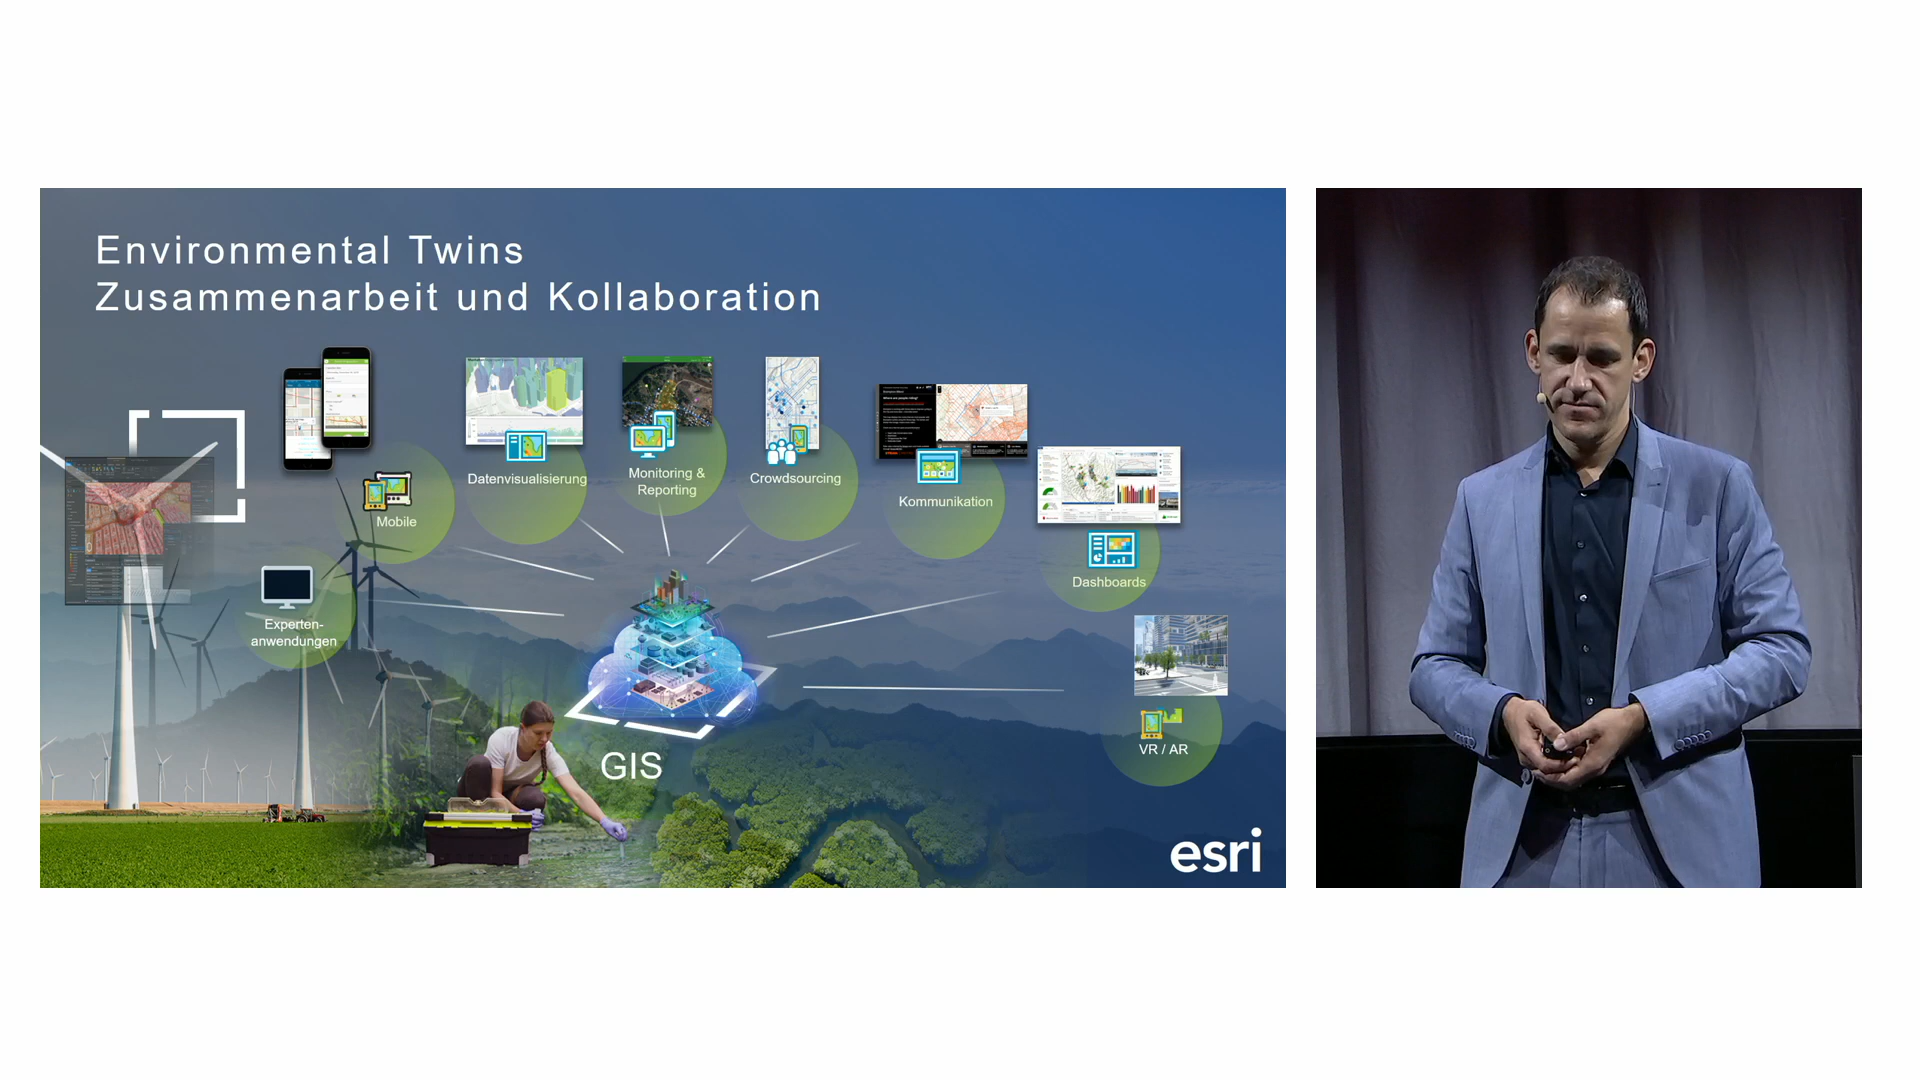 Environmental Twins
Zusammenarbeit und Kollaboration
Mobile
Datenvisualisierung
Monitoring &
Reporting
Crowdsourcing
Kommunikation
Dashboards
Experten-
anwendungen
VR / AR
GIS
esri